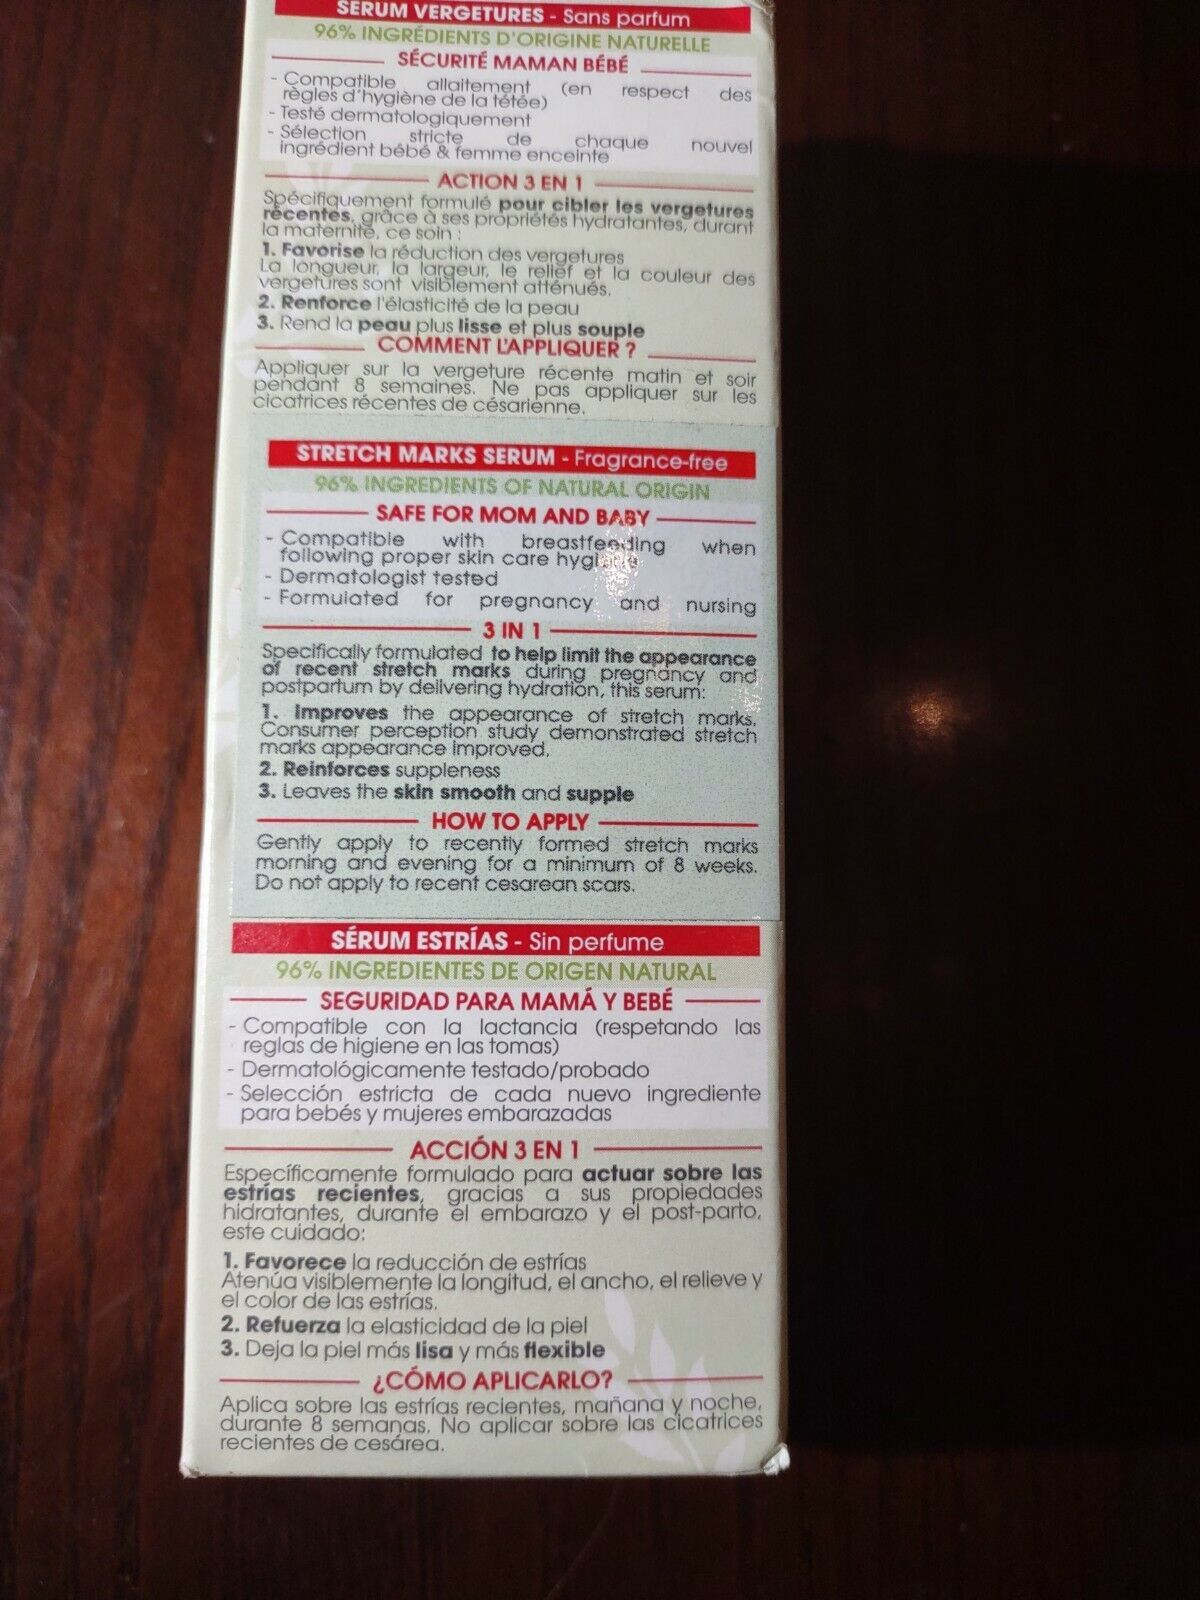 SÉRUM VERGETURES - Sans parfum
96% INGRÉDIENTS D'ORIGINE NATURELLE
SÉCURITÉ MAMAN BÉBÉ
- Compatible allaitement (en respect des
règles d'hygiène de la tétée)
- Testé dermatologiquement
- Sélection stricte de chaque nouvel
ingrédient bébé & femme enceinte
ACTION 3 EN 1
Spécifiquement formulé pour cibler les vergetures
récentes, grâce à ses propriétés hydratantes, durant
la maternité, ce soin :
1. Favorise la réduction des vergetures
La longueur, la largeur, le relief et la couleur des
vergetures sont visiblement atténués.
2. Renforce l'élasticité de la peau
3. Rend la peau plus lisse et plus souple
COMMENT L'APPLIQUER ?
Appliquer sur la vergeture récente matin et soir
pendant 8 semaines. Ne pas appliquer sur les
cicatrices récentes de césarienne.
STRETCH MARKS SERUM - Fragrance-free
96% INGREDIENTS OF NATURAL ORIGIN
SAFE FOR MOM AND BABY
- Compatible with breastfeeding when
following proper skin care hygiene
- Dermatologist tested
- Formulated for pregnancy and nursing
3 IN 1
Specifically formulated to help limit the appearance
of recent stretch marks during pregnancy and
postpartum by delivering hydration, this serum:
1. Improves the appearance of stretch marks.
Consumer perception study demonstrated stretch
marks appearance improved.
2. Reinforces suppleness
3. Leaves the skin smooth and supple
HOW TO APPLY
Gently apply to recently formed stretch marks
morning and evening for a minimum of 8 weeks.
Do not apply to recent cesarean scars.
SÉRUM ESTRÍAS - Sin perfume
96% INGREDIENTES DE ORIGEN NATURAL
SEGURIDAD PARA MAMÁ Y BEBÉ
- Compatible con la lactancia (respetando las
reglas de higiene en las tomas)
- Dermatológicamente testado/probado
- Selección estricta de cada nuevo ingrediente
para bebés y mujeres embarazadas
ACCIÓN 3 EN 1
Específicamente formulado para actuar sobre las
estrías recientes, gracias a sus propiedades
hidratantes, durante el embarazo y el post-parto,
este cuidado:
1. Favorece la reducción de estrías
Atenúa visiblemente la longitud, el ancho, el relieve y
el color de las estrías.
2. Refuerza la elasticidad de la piel
3. Deja la piel más lisa y más flexible
¿CÓMO APLICARLO?
Aplica sobre las estrías recientes, mañana y noche,
durante 8 semanas. No aplicar sobre las cicatrices
recientes de cesárea.